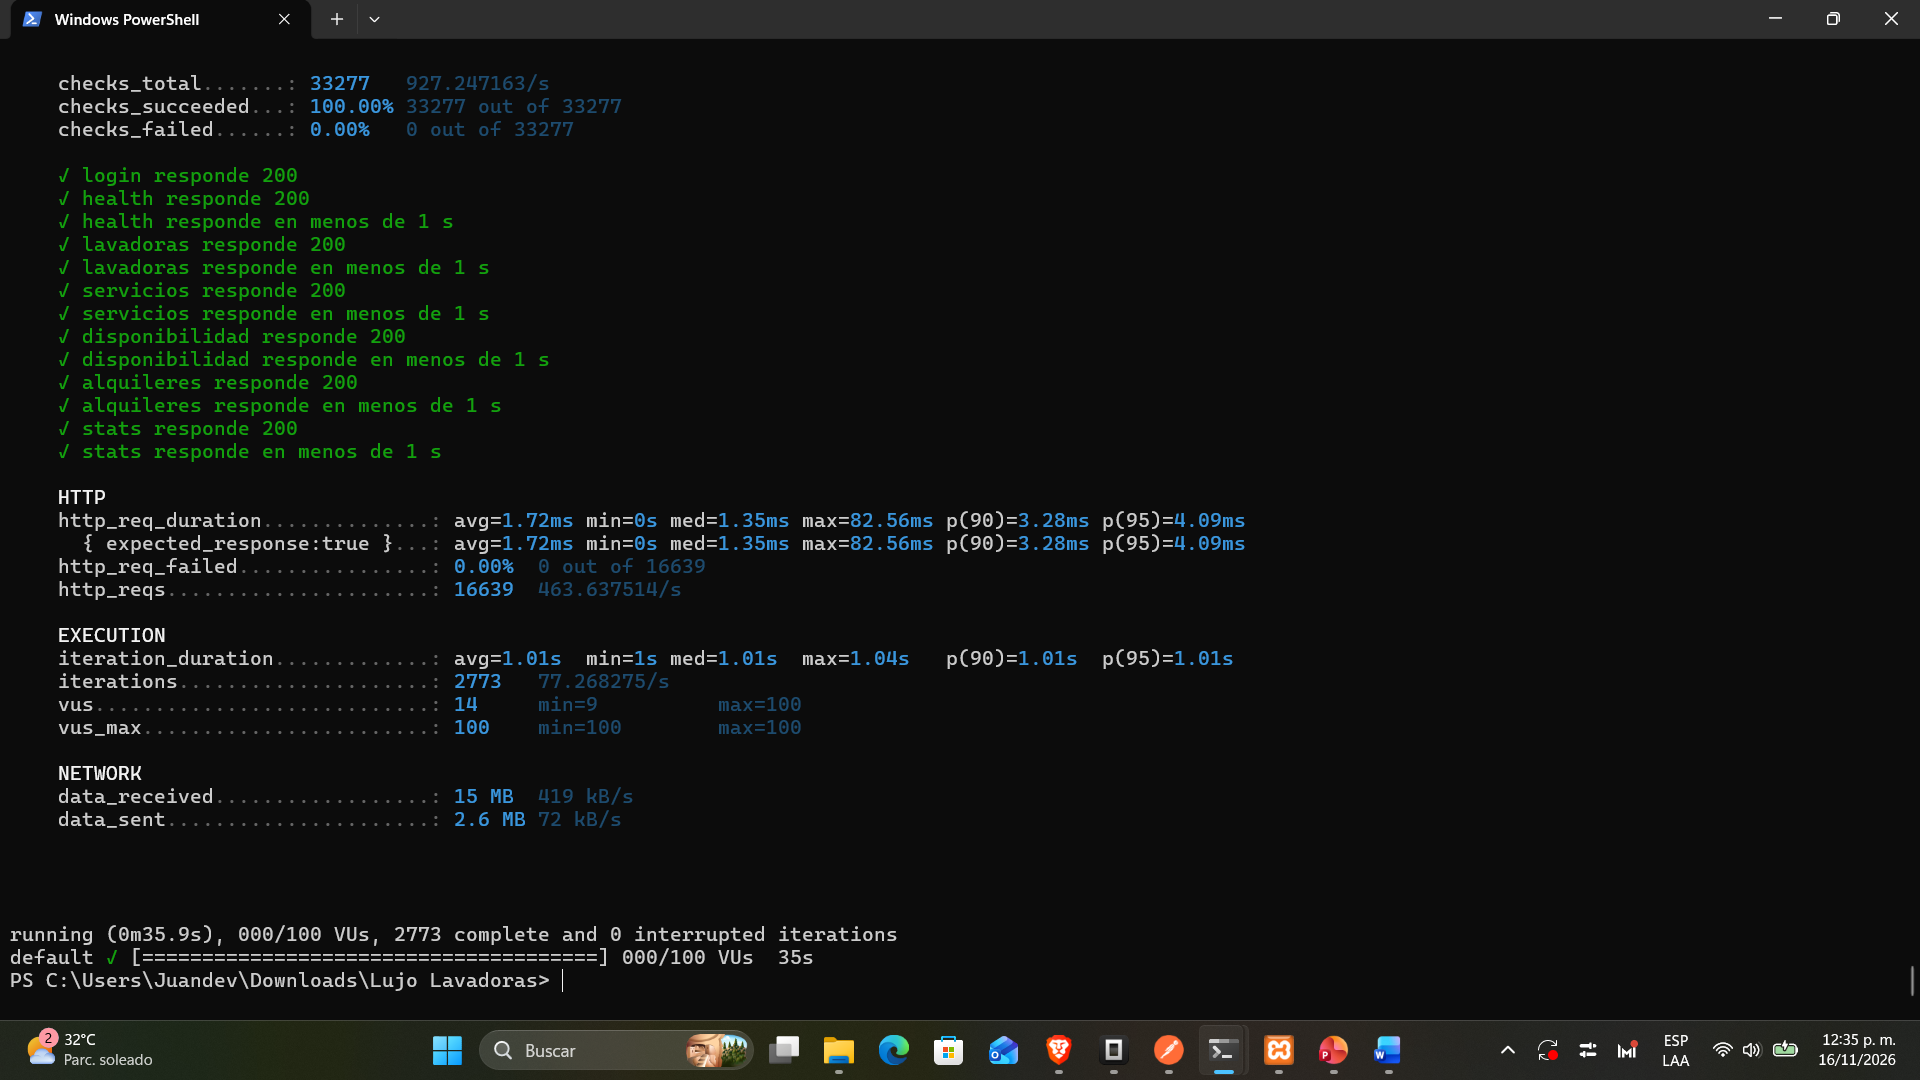 Windows PowerShell
checks_total.......: 33277   927.247163/s
checks_succeeded...: 100.00% 33277 out of 33277
checks_failed......: 0.00%   0 out of 33277
✓ login responde 200
✓ health responde 200
✓ health responde en menos de 1 s
✓ lavadoras responde 200
✓ lavadoras responde en menos de 1 s
✓ servicios responde 200
✓ servicios responde en menos de 1 s
✓ disponibilidad responde 200
✓ disponibilidad responde en menos de 1 s
✓ alquileres responde 200
✓ alquileres responde en menos de 1 s
✓ stats responde 200
✓ stats responde en menos de 1 s
HTTP
http_req_duration..............: avg=1.72ms min=0s med=1.35ms max=82.56ms p(90)=3.28ms p(95)=4.09ms
{ expected_response:true }...: avg=1.72ms min=0s med=1.35ms max=82.56ms p(90)=3.28ms p(95)=4.09ms
http_req_failed................: 0.00%  0 out of 16639
http_reqs......................: 16639  463.637514/s
EXECUTION
iteration_duration.............: avg=1.01s  min=1s med=1.01s  max=1.04s   p(90)=1.01s  p(95)=1.01s
iterations.....................: 2773   77.268275/s
vus............................: 14     min=9          max=100
vus_max........................: 100    min=100        max=100
NETWORK
data_received..................: 15 MB  419 kB/s
data_sent......................: 2.6 MB 72 kB/s
running (0m35.9s), 000/100 VUs, 2773 complete and 0 interrupted iterations
default ✓ [======================================] 000/100 VUs  35s
PS C:\Users\Juandev\Downloads\Lujo Lavadoras>
2
32°C
Parc. soleado
Buscar
ESP
LAA
12:35 p. m.
16/11/2026